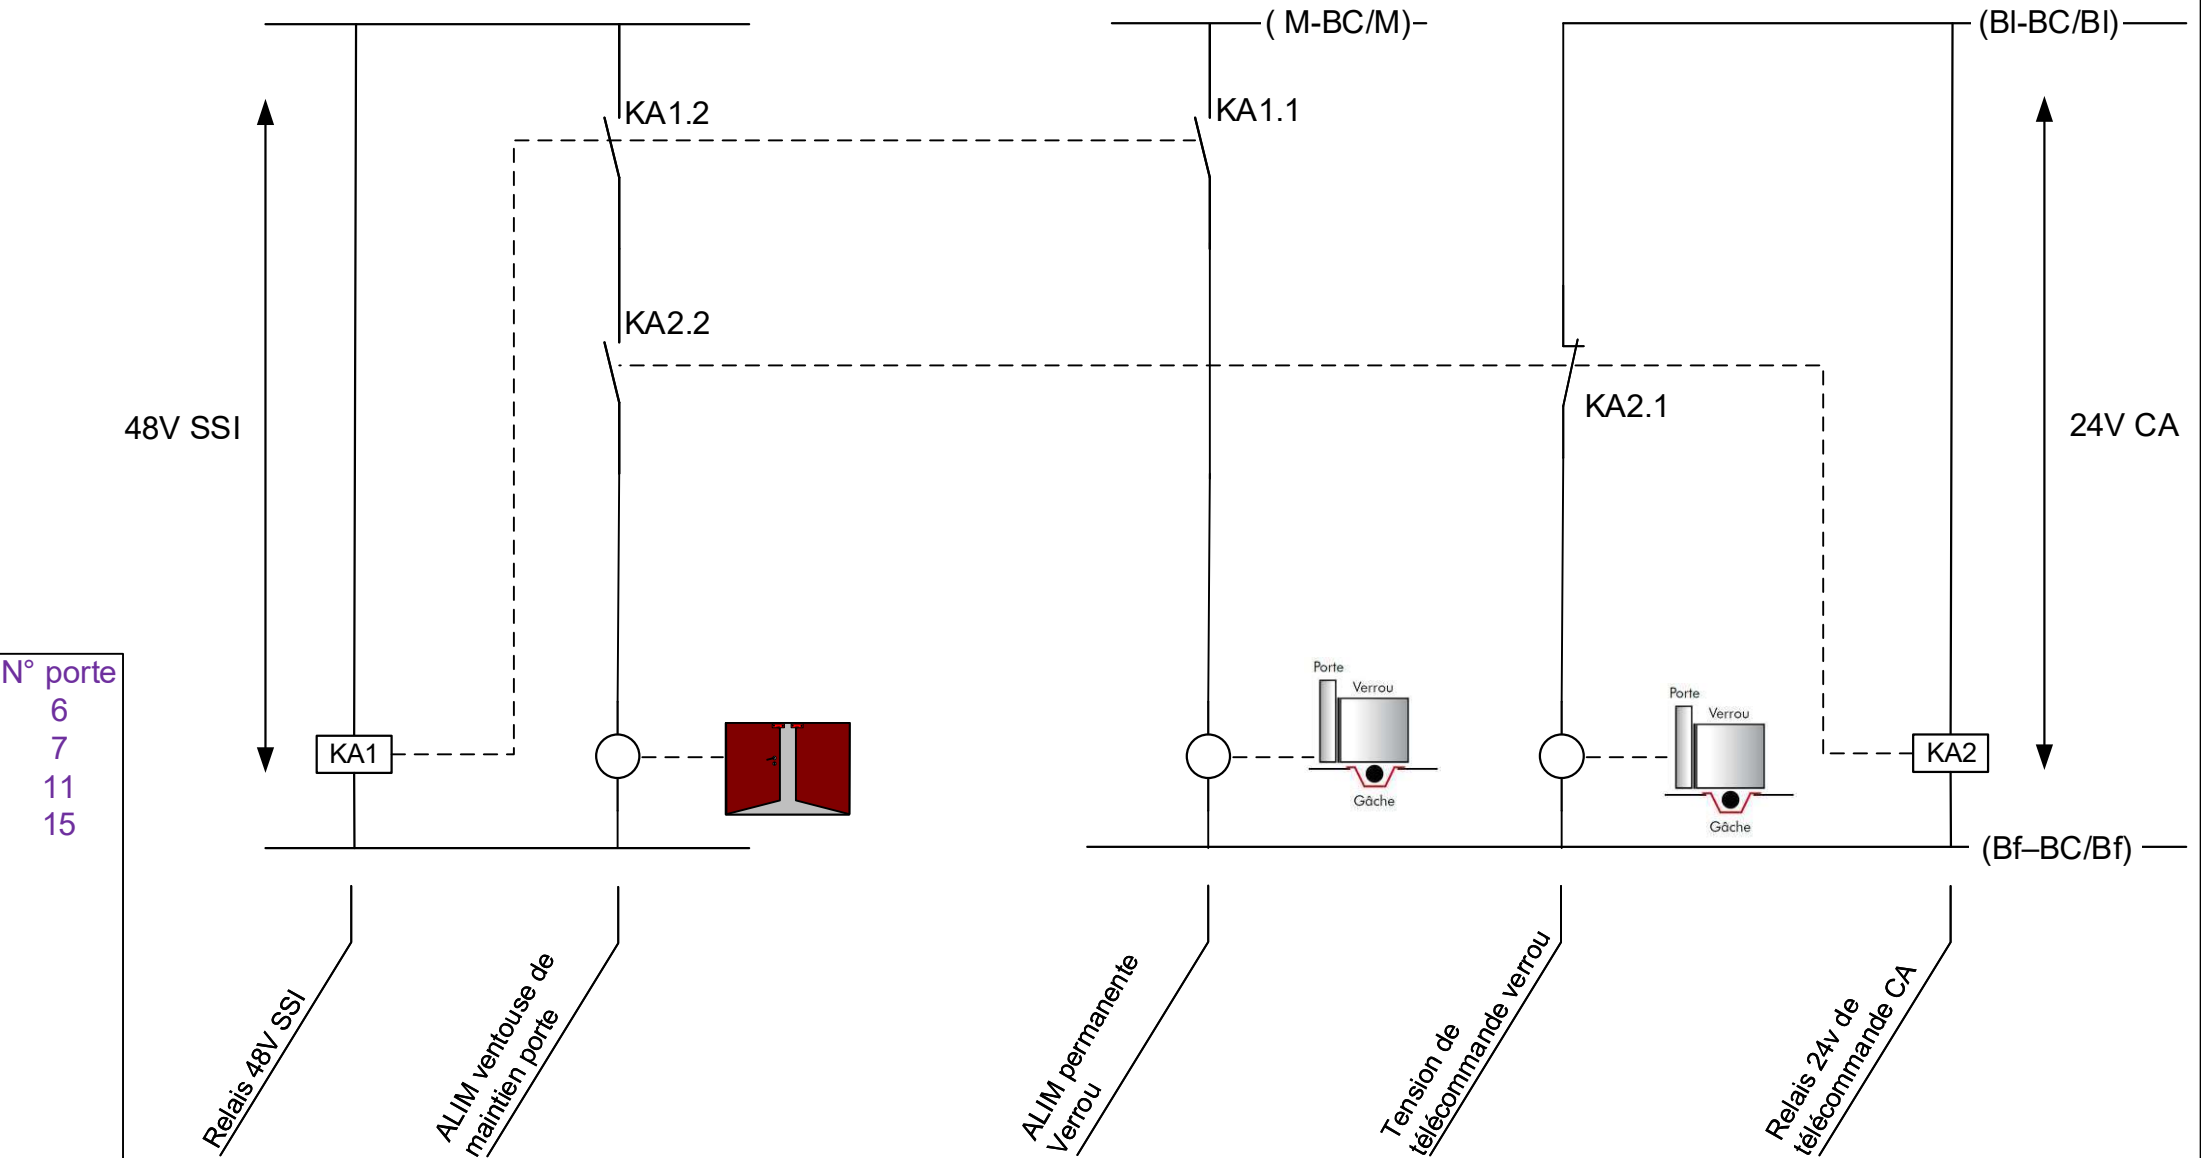 ( M-BC/M)
(Bl-BC/Bl)
KA1.2
KA1.1
KA2.2
KA2.1
48V SSI
24V CA
N° porte
6
7
11
15
Porte
Verrou
Gâche
Porte
Verrou
Gâche
KA1
KA2
(Bf–BC/Bf)
Relais 48V SSI
ALIM ventouse de
maintien porte
ALIM permanente
Verrou
Tension de
télécommande verrou
Relais 24v de
télécommande CA